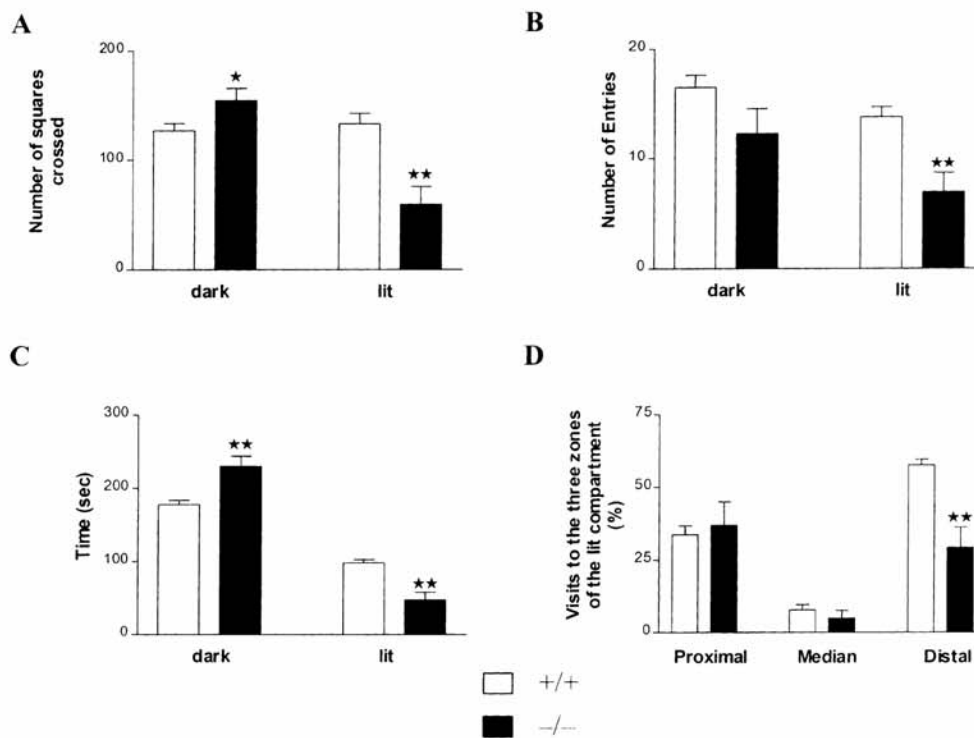 A
Number of squares
crossed
200
100
0
★
★★
dark
lit
B
Number of Entries
20
10
0
★★
dark
lit
C
Time (sec)
300
200
100
0
★★
★★
dark
lit
D
Visits to the three zones
of the lit compartment
(%)
75
50
25
0
★★
Proximal
Median
Distal
+/+
−/−